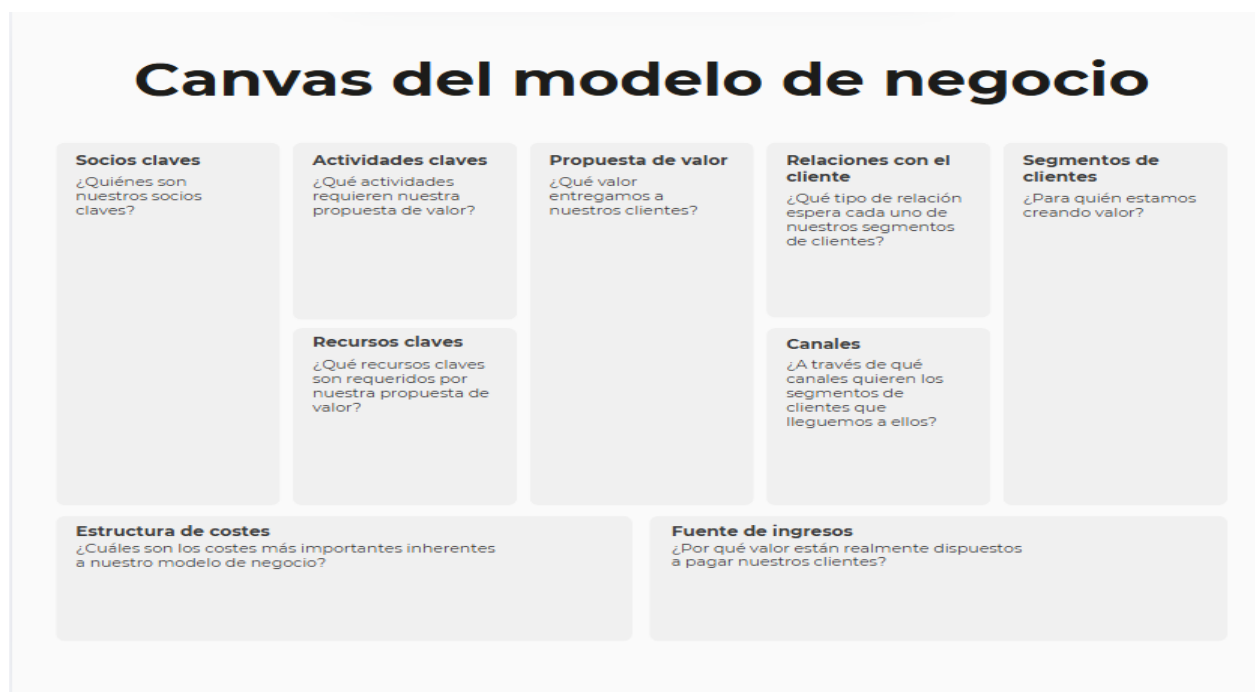 Canvas del modelo de negocio
Socios claves
¿Quiénes son
nuestros socios
claves?
Actividades claves
¿Qué actividades
requieren nuestra
propuesta de valor?
Recursos claves
¿Qué recursos claves
son requeridos por
nuestra propuesta de
valor?
Propuesta de valor
¿Qué valor
entregamos a
nuestros clientes?
Relaciones con el
cliente
¿Qué tipo de relación
espera cada uno de
nuestros segmentos
de clientes?
Canales
¿A través de qué
canales quieren los
segmentos de
clientes que
lleguemos a ellos?
Segmentos de
clientes
¿Para quién estamos
creando valor?
Estructura de costes
¿Cuáles son los costes más importantes inherentes
a nuestro modelo de negocio?
Fuente de ingresos
¿Por qué valor están realmente dispuestos
a pagar nuestros clientes?